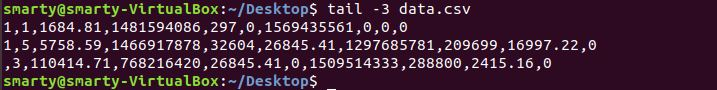 smarty@smarty-VirtualBox:~/Desktop$ tail -3 data.csv
1,1,1684.81,1481594086,297,0,1569435561,0,0,0
1,5,5758.59,1466917878,32604,26845.41,1297685781,209699,16997.22,0
,3,110414.71,768216420,26845.41,0,1509514333,288800,2415.16,0
smarty@smarty-VirtualBox:~/Desktop$